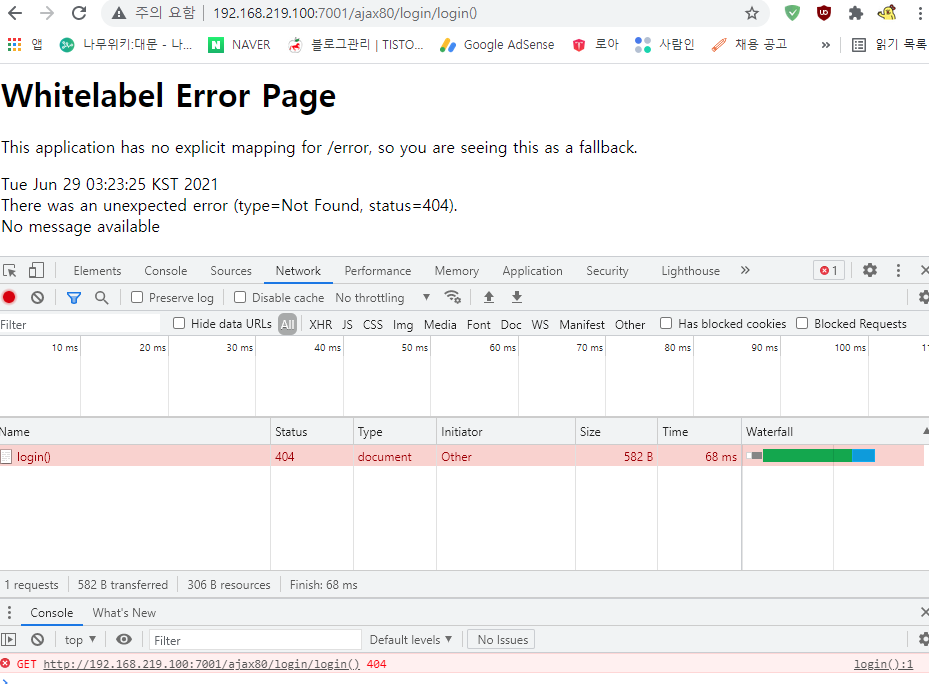 주의 요함 | 192.168.219.100:7001/ajax80/login/login()
앱 나무위키:대문 - 나... N NAVER 블로그관리 | TISTO... Google AdSense 로아 사람인 채용 공고 » 읽기 목록
Whitelabel Error Page
This application has no explicit mapping for /error, so you are seeing this as a fallback.
Tue Jun 29 03:23:25 KST 2021
There was an unexpected error (type=Not Found, status=404).
No message available
Elements Console Sources Network Performance Memory Application Security Lighthouse » 1
Preserve log Disable cache No throttling
Filter Hide data URLs All XHR JS CSS Img Media Font Doc WS Manifest Other Has blocked cookies Blocked Requests
10 ms 20 ms 30 ms 40 ms 50 ms 60 ms 70 ms 80 ms 90 ms 100 ms 11
Name Status Type Initiator Size Time Waterfall
login() 404 document Other 582 B 68 ms
1 requests 582 B transferred 306 B resources Finish: 68 ms
Console What's New
top Filter Default levels No Issues
GET http://192.168.219.100:7001/ajax80/login/login() 404 login():1